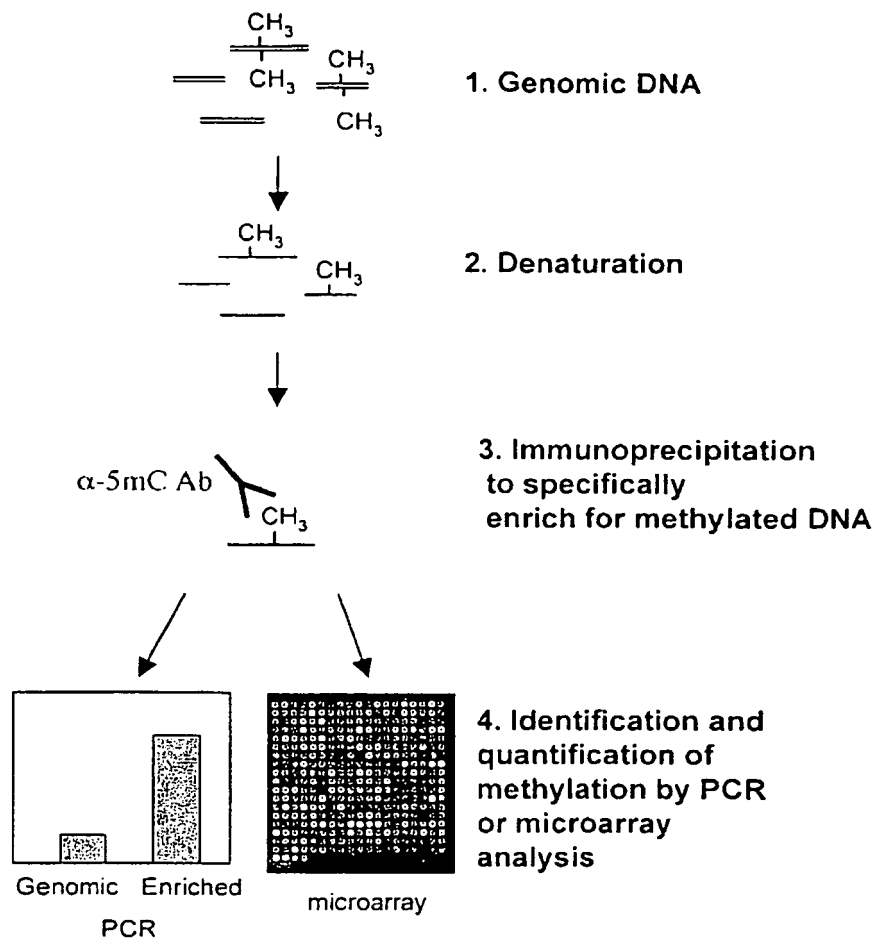 CH3
CH3
CH3
CH3
1. Genomic DNA
CH3
CH3
2. Denaturation
α-5mC Ab
CH3
3. Immunoprecipitation
to specifically
enrich for methylated DNA
4. Identification and
quantification of
methylation by PCR
or microarray
analysis
Genomic Enriched
PCR
microarray